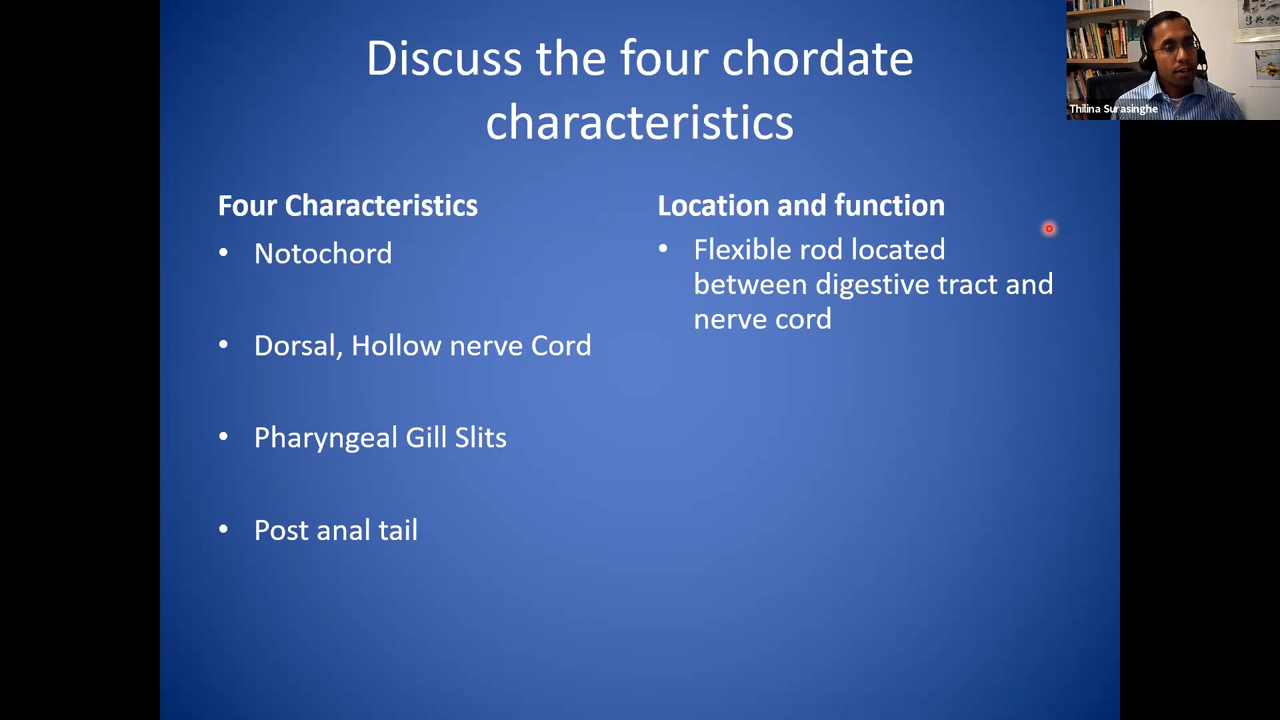 Discuss the four chordate
characteristics
Thilina Surasinghe
Four Characteristics
• Notochord
• Dorsal, Hollow nerve Cord
• Pharyngeal Gill Slits
• Post anal tail
Location and function
• Flexible rod located
between digestive tract and
nerve cord